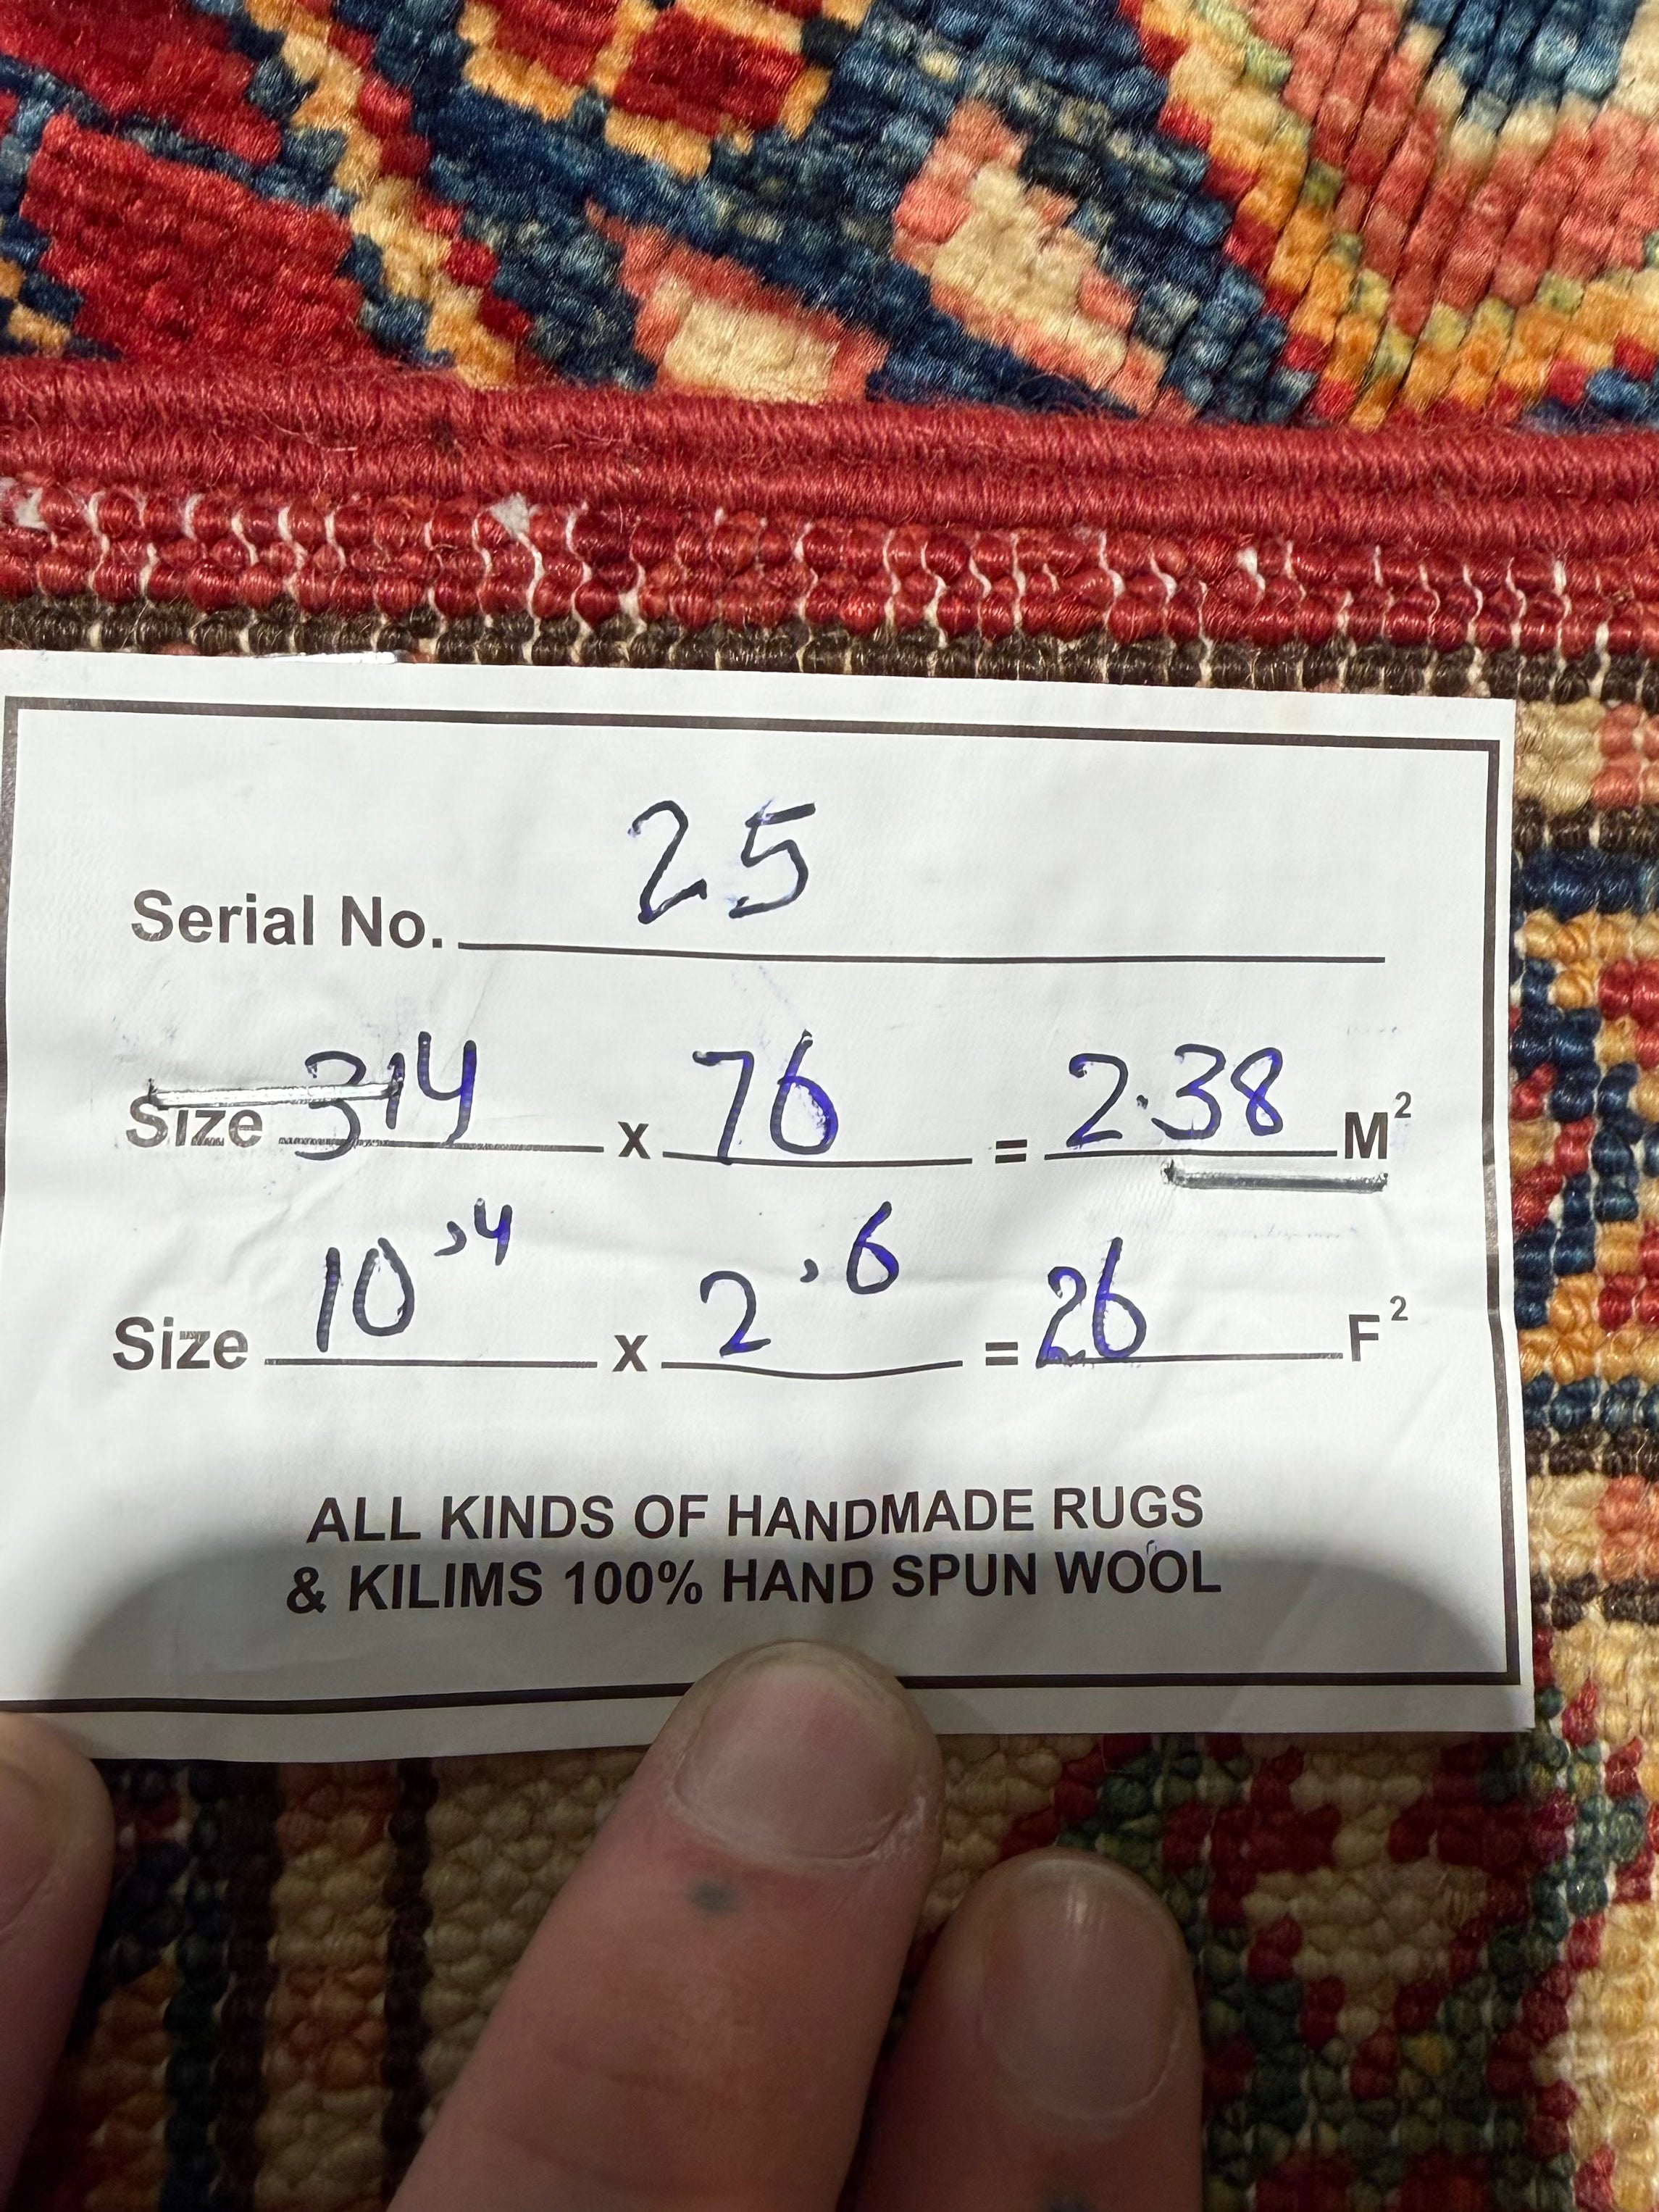 Serial No. 25
Size 314 x 76 = 2.38 M²
Size 10,4 x 2,6 = 26 F²
ALL KINDS OF HANDMADE RUGS
& KILIMS 100% HAND SPUN WOOL